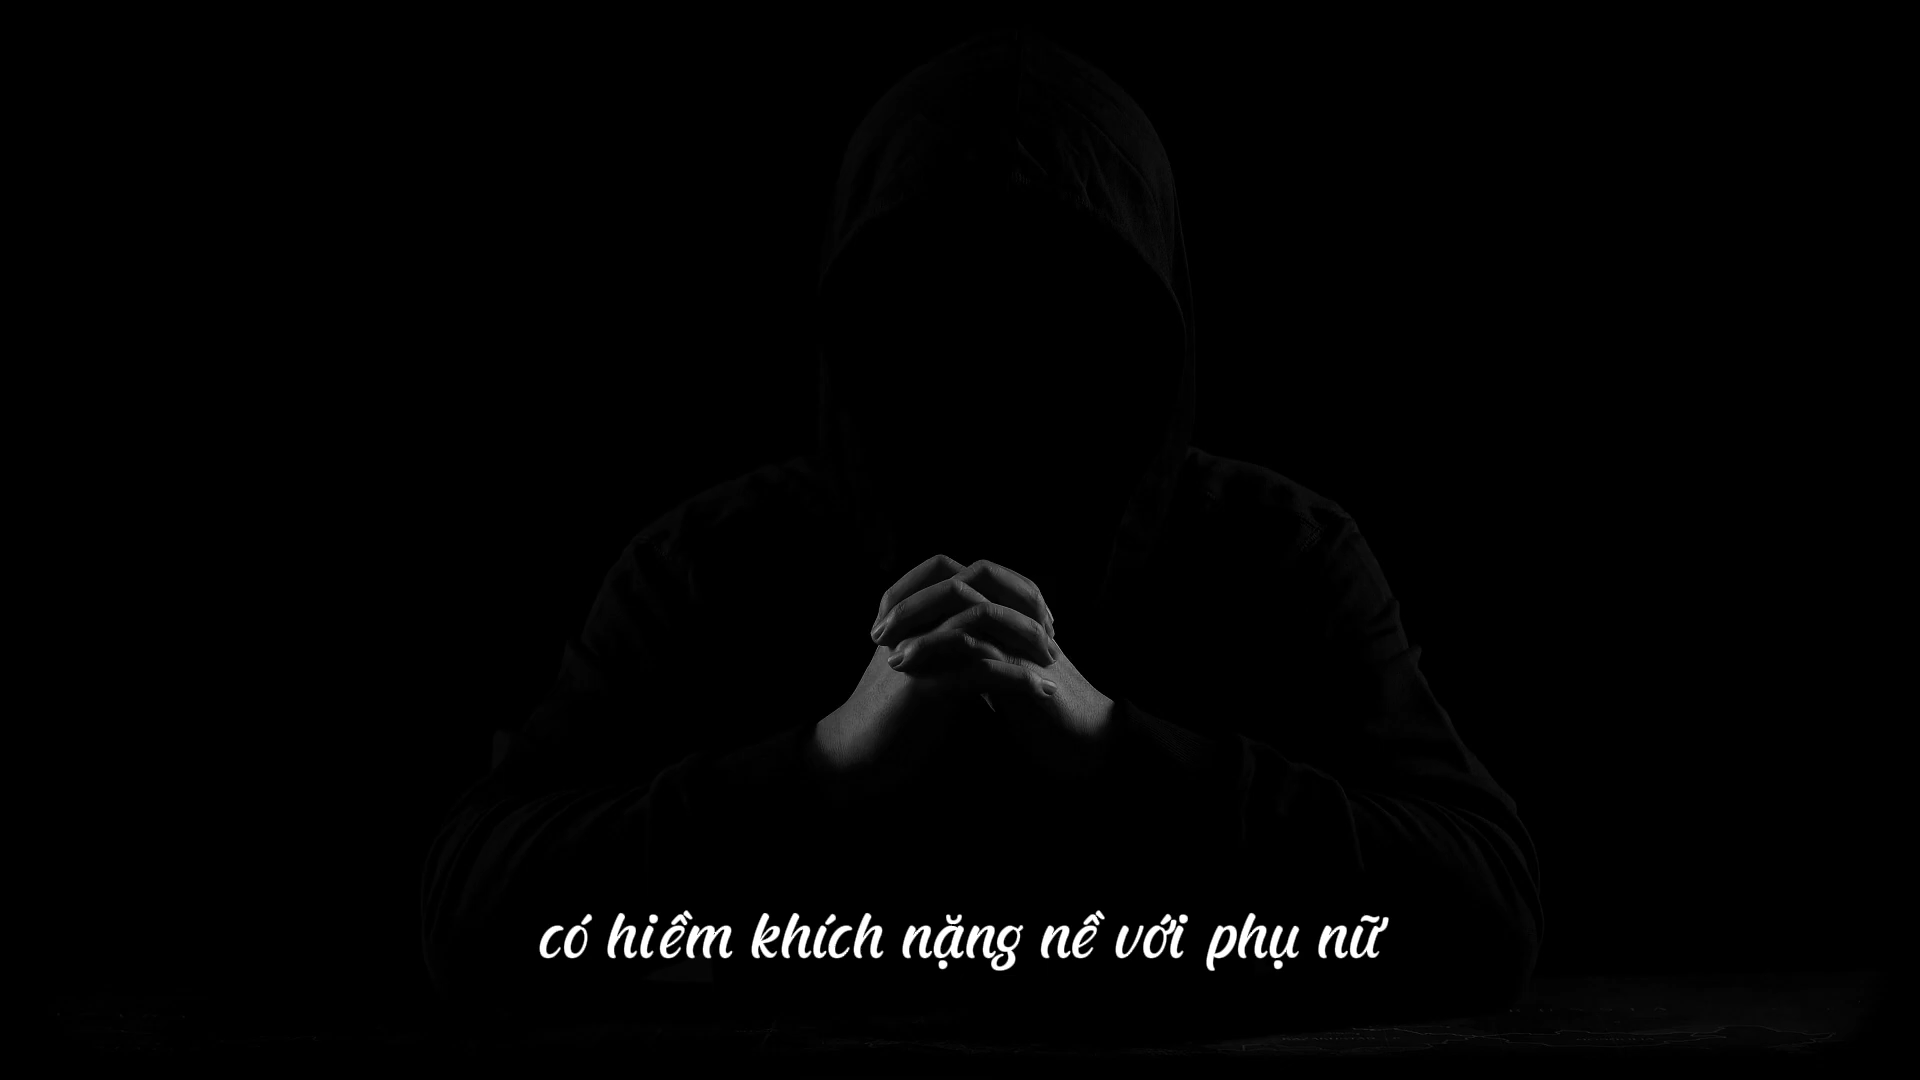 có hiềm khích nặng nề với phụ nữ